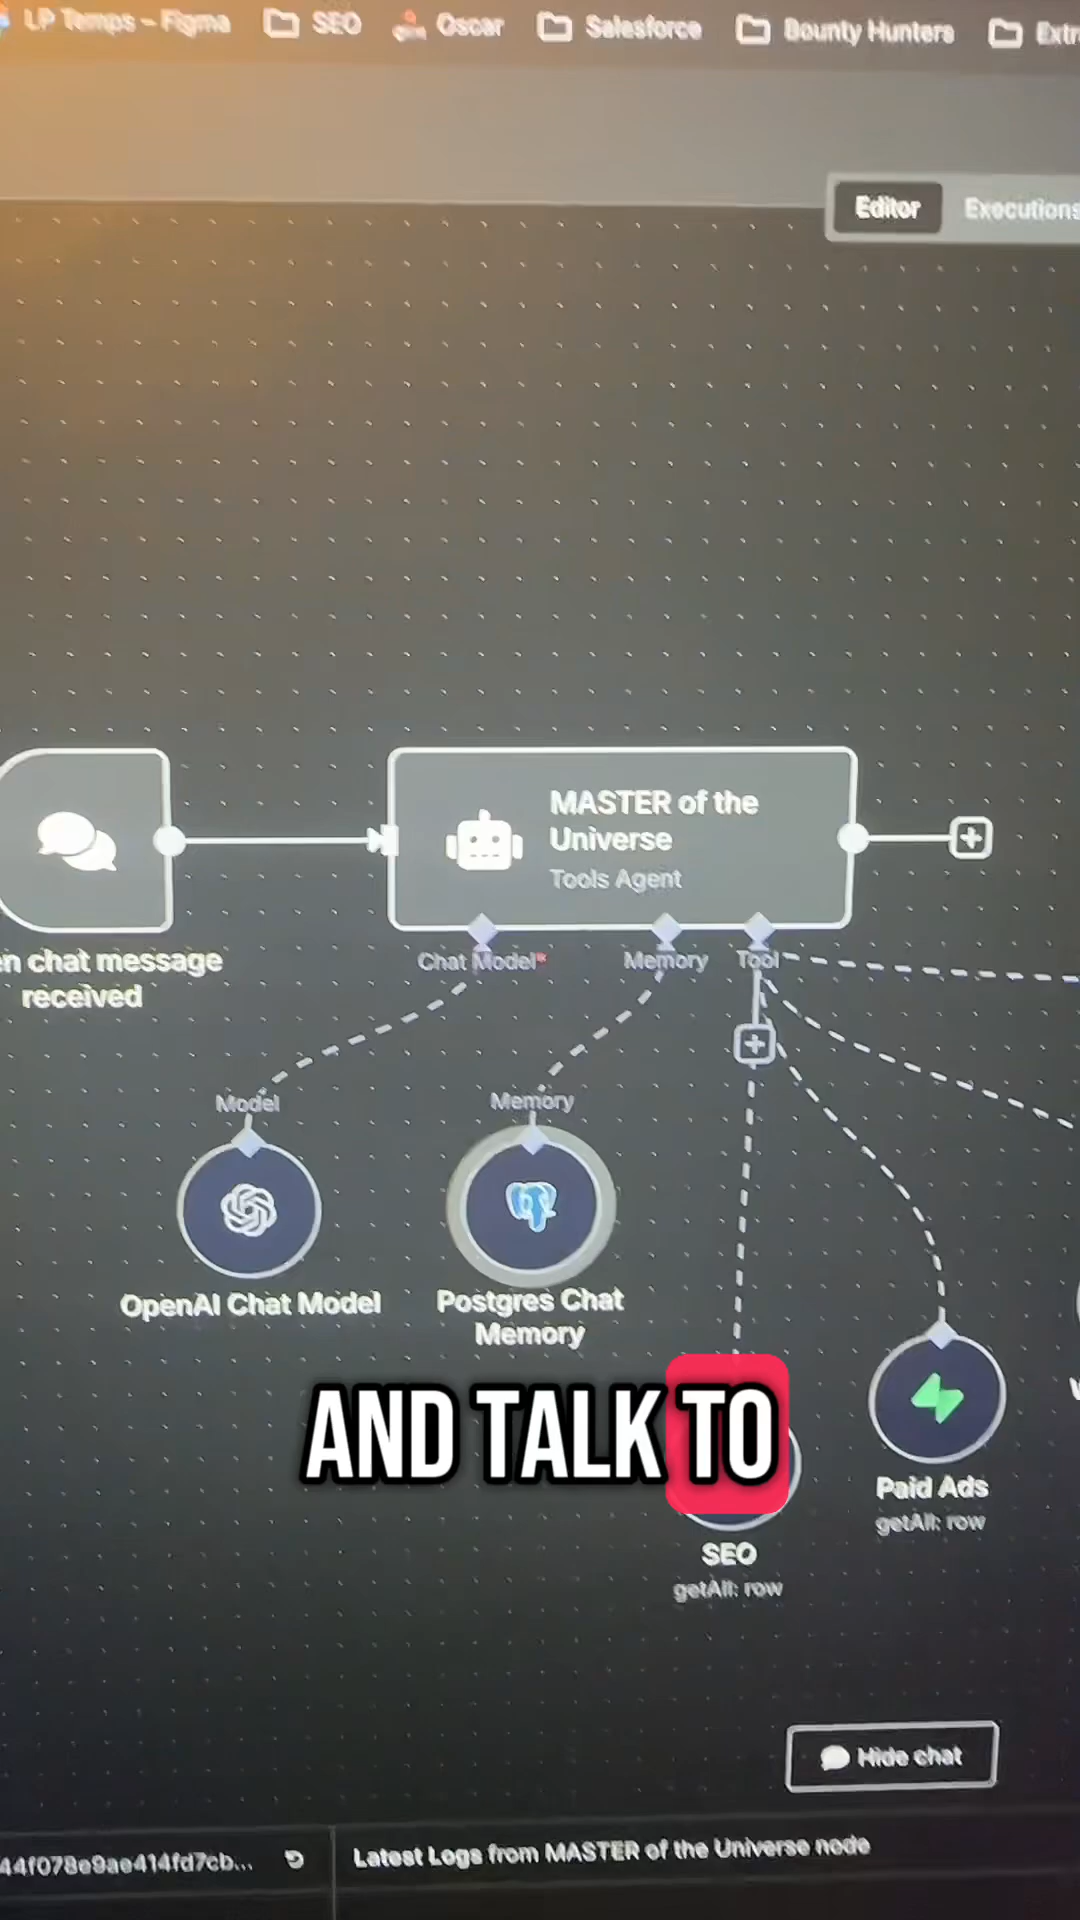 LP Temps – Figma
SEO
Oscar
Salesforce
Bounty Hunters
Editor
Executions
MASTER of the
Universe
Tools Agent
chat message
received
Chat Model*
Memory
Tool
Model
Memory
OpenAI Chat Model
Postgres Chat
Memory
AND TALK TO
Paid Ads
getAll: row
SEO
getAll: row
Hide chat
44f078e9ae414fd7cb...
Latest Logs from MASTER of the Universe node